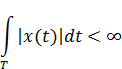 ∫_T |x(t)|dt < ∞